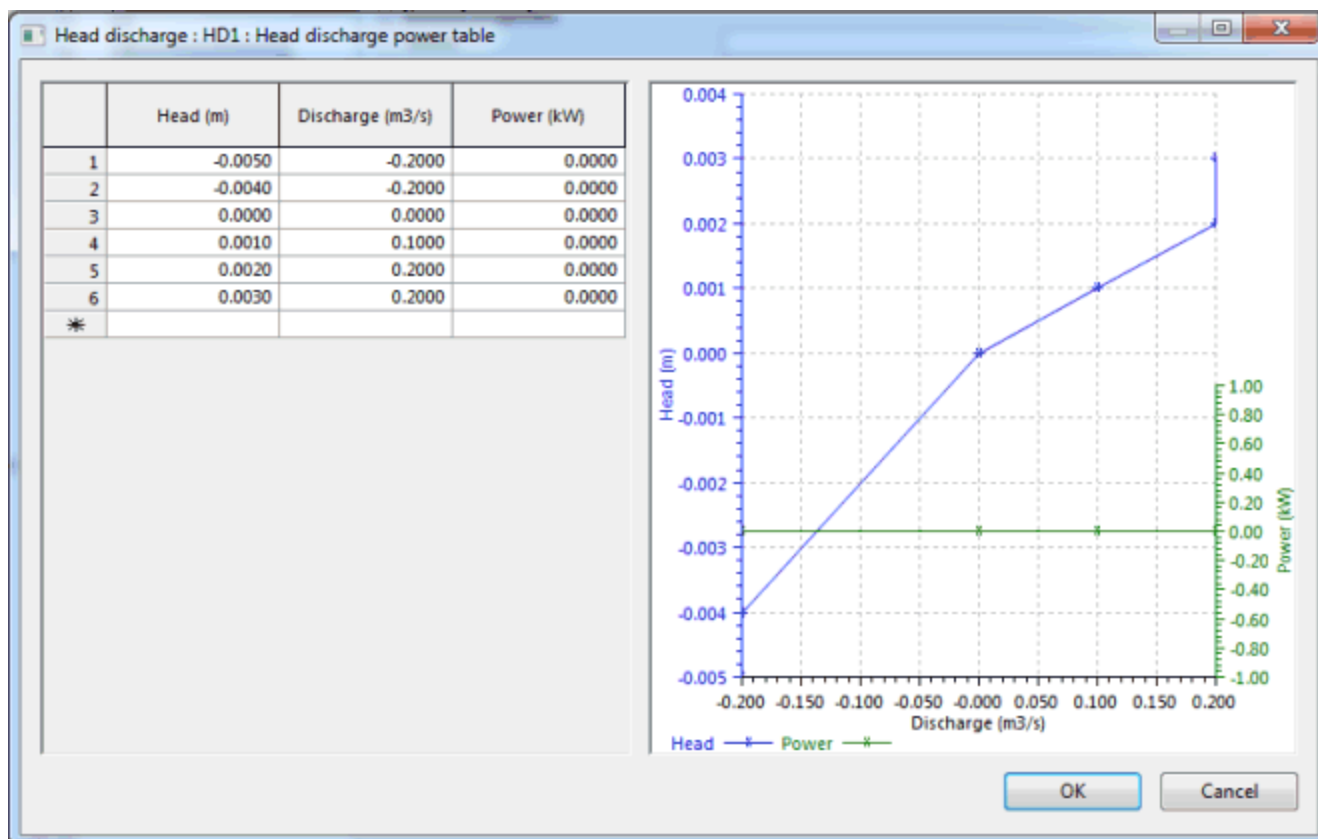 Head discharge : HD1 : Head discharge power table
Head (m) Discharge (m3/s) Power (kW)
1 -0.0050 -0.2000 0.0000
2 -0.0040 -0.2000 0.0000
3 0.0000 0.0000 0.0000
4 0.0010 0.1000 0.0000
5 0.0020 0.2000 0.0000
6 0.0030 0.2000 0.0000
0.004
0.003
0.002
0.001
0.000
-0.001
-0.002
-0.003
-0.004
-0.005
Head (m)
1.00
0.80
0.60
0.40
0.20
0.00
-0.20
-0.40
-0.60
-0.80
-1.00
Power (kW)
-0.200 -0.150 -0.100 -0.050 -0.000 0.050 0.100 0.150 0.200
Discharge (m3/s)
Head Power
OK Cancel